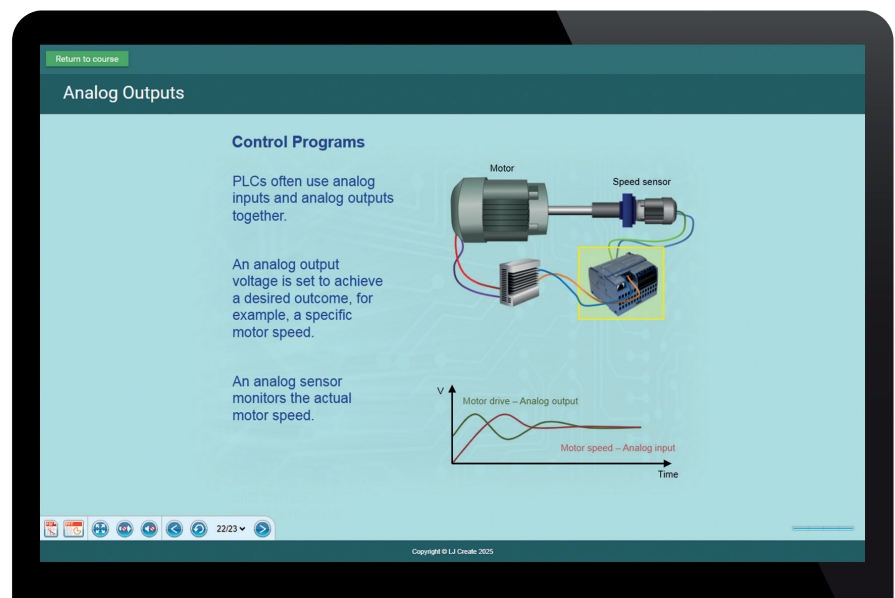 Return to course
Analog Outputs
Control Programs
PLCs often use analog
inputs and analog outputs
together.
An analog output
voltage is set to achieve
a desired outcome, for
example, a specific
motor speed.
An analog sensor
monitors the actual
motor speed.
Motor
Speed sensor
V
Motor drive – Analog output
Motor speed – Analog input
Time
22/23
Copyright © LJ Create 2025